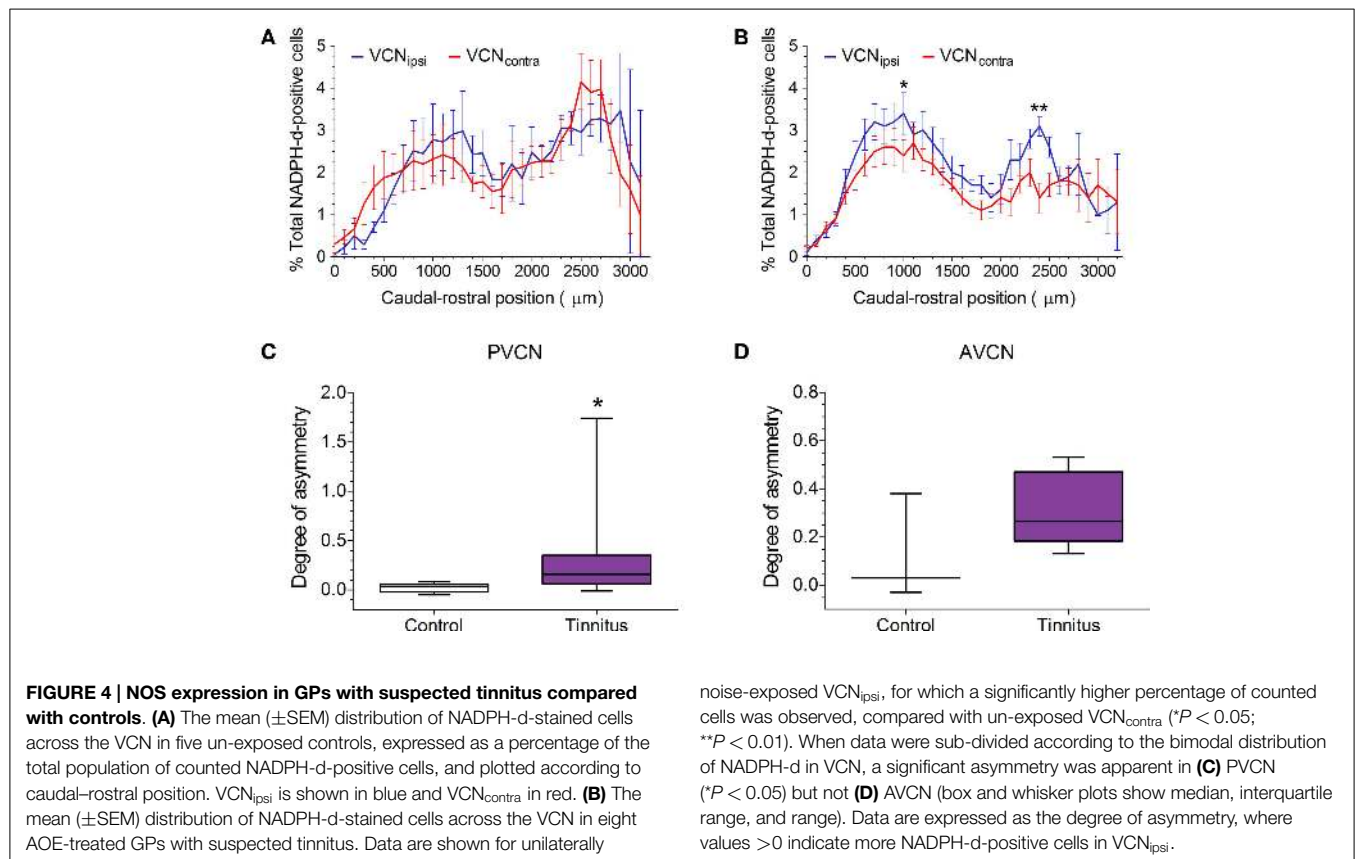 A
VCNipsi VCNcontra
% Total NADPH-d-positive cells
5
4
3
2
1
0
0 500 1000 1500 2000 2500 3000
Caudal-rostral position ( μm)
B
VCNipsi VCNcontra
* **
% Total NADPH-d-positive cells
5
4
3
2
1
0
0 500 1000 1500 2000 2500 3000
Caudal-rostral position ( μm)
C PVCN
Degree of asymmetry
2.0
1.5
1.0
0.5
0.0
*
Control Tinnitus
D AVCN
Degree of asymmetry
0.8
0.6
0.4
0.2
0.0
Control Tinnitus
FIGURE 4 | NOS expression in GPs with suspected tinnitus compared
with controls. (A) The mean (±SEM) distribution of NADPH-d-stained cells
across the VCN in five un-exposed controls, expressed as a percentage of the
total population of counted NADPH-d-positive cells, and plotted according to
caudal–rostral position. VCNipsi is shown in blue and VCNcontra in red. (B) The
mean (±SEM) distribution of NADPH-d-stained cells across the VCN in eight
AOE-treated GPs with suspected tinnitus. Data are shown for unilaterally
noise-exposed VCNipsi, for which a significantly higher percentage of counted
cells was observed, compared with un-exposed VCNcontra (*P < 0.05;
**P < 0.01). When data were sub-divided according to the bimodal distribution
of NADPH-d in VCN, a significant asymmetry was apparent in (C) PVCN
(*P < 0.05) but not (D) AVCN (box and whisker plots show median, interquartile
range, and range). Data are expressed as the degree of asymmetry, where
values >0 indicate more NADPH-d-positive cells in VCNipsi.